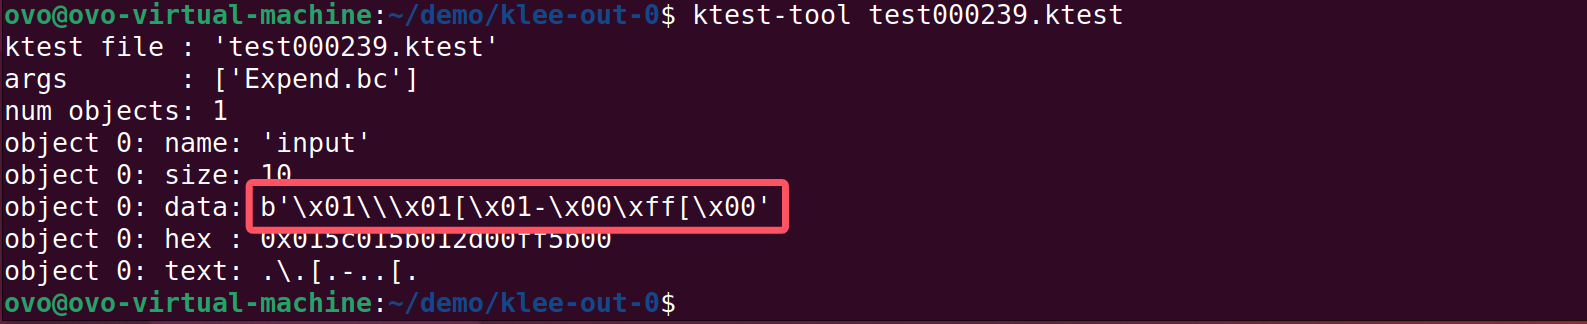 ovo@ovo-virtual-machine:~/demo/klee-out-0$ ktest-tool test000239.ktest
ktest file : 'test000239.ktest'
args       : ['Expend.bc']
num objects: 1
object 0: name: 'input'
object 0: size: 10
object 0: data: b'\x01\\\x01[\x01-\x00\xff[\x00'
object 0: hex : 0x015c015b012d00ff5b00
object 0: text: .\.[.-..[.
ovo@ovo-virtual-machine:~/demo/klee-out-0$